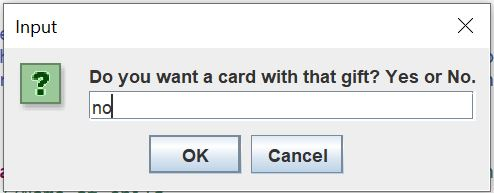 Input
Do you want a card with that gift? Yes or No.
no
OK
Cancel